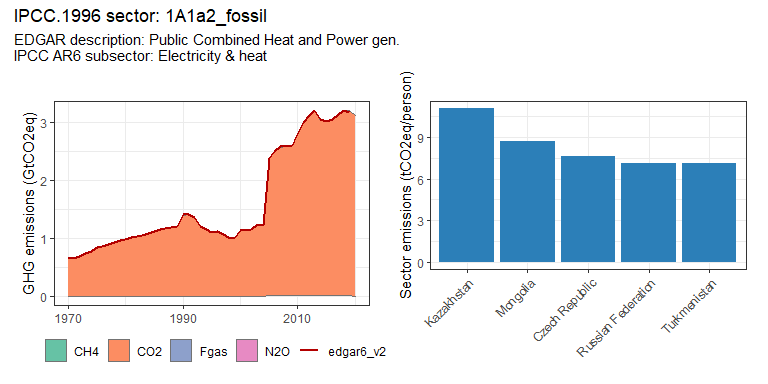 IPCC.1996 sector: 1A1a2_fossil
EDGAR description: Public Combined Heat and Power gen.
IPCC AR6 subsector: Electricity & heat
GHG emissions (GtCO2eq)
3
2
1
0
1970
1990
2010
CH4
CO2
Fgas
N2O
edgar6_v2
Sector emissions (tCO2eq/person)
9
6
3
0
Kazakhstan
Mongolia
Czech Republic
Russian Federation
Turkmenistan